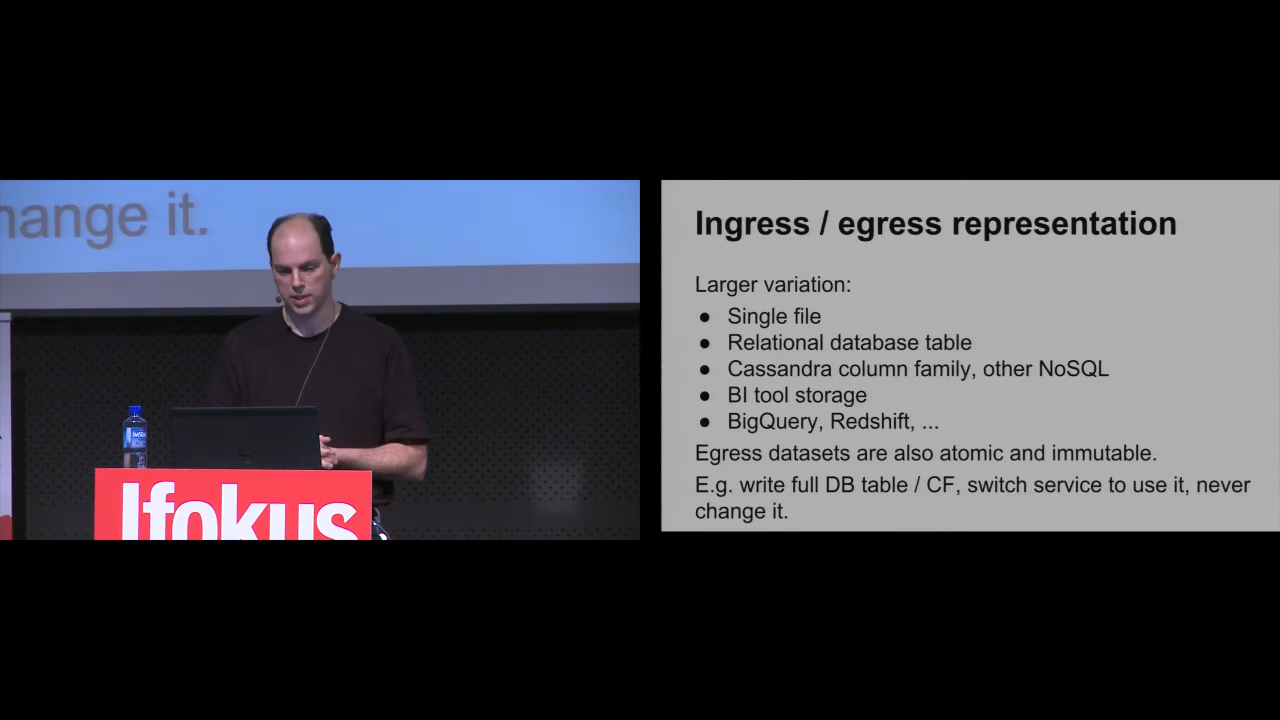 hange it.
Jfokus
Ingress / egress representation
Larger variation:
● Single file
● Relational database table
● Cassandra column family, other NoSQL
● BI tool storage
● BigQuery, Redshift, ...
Egress datasets are also atomic and immutable.
E.g. write full DB table / CF, switch service to use it, never
change it.